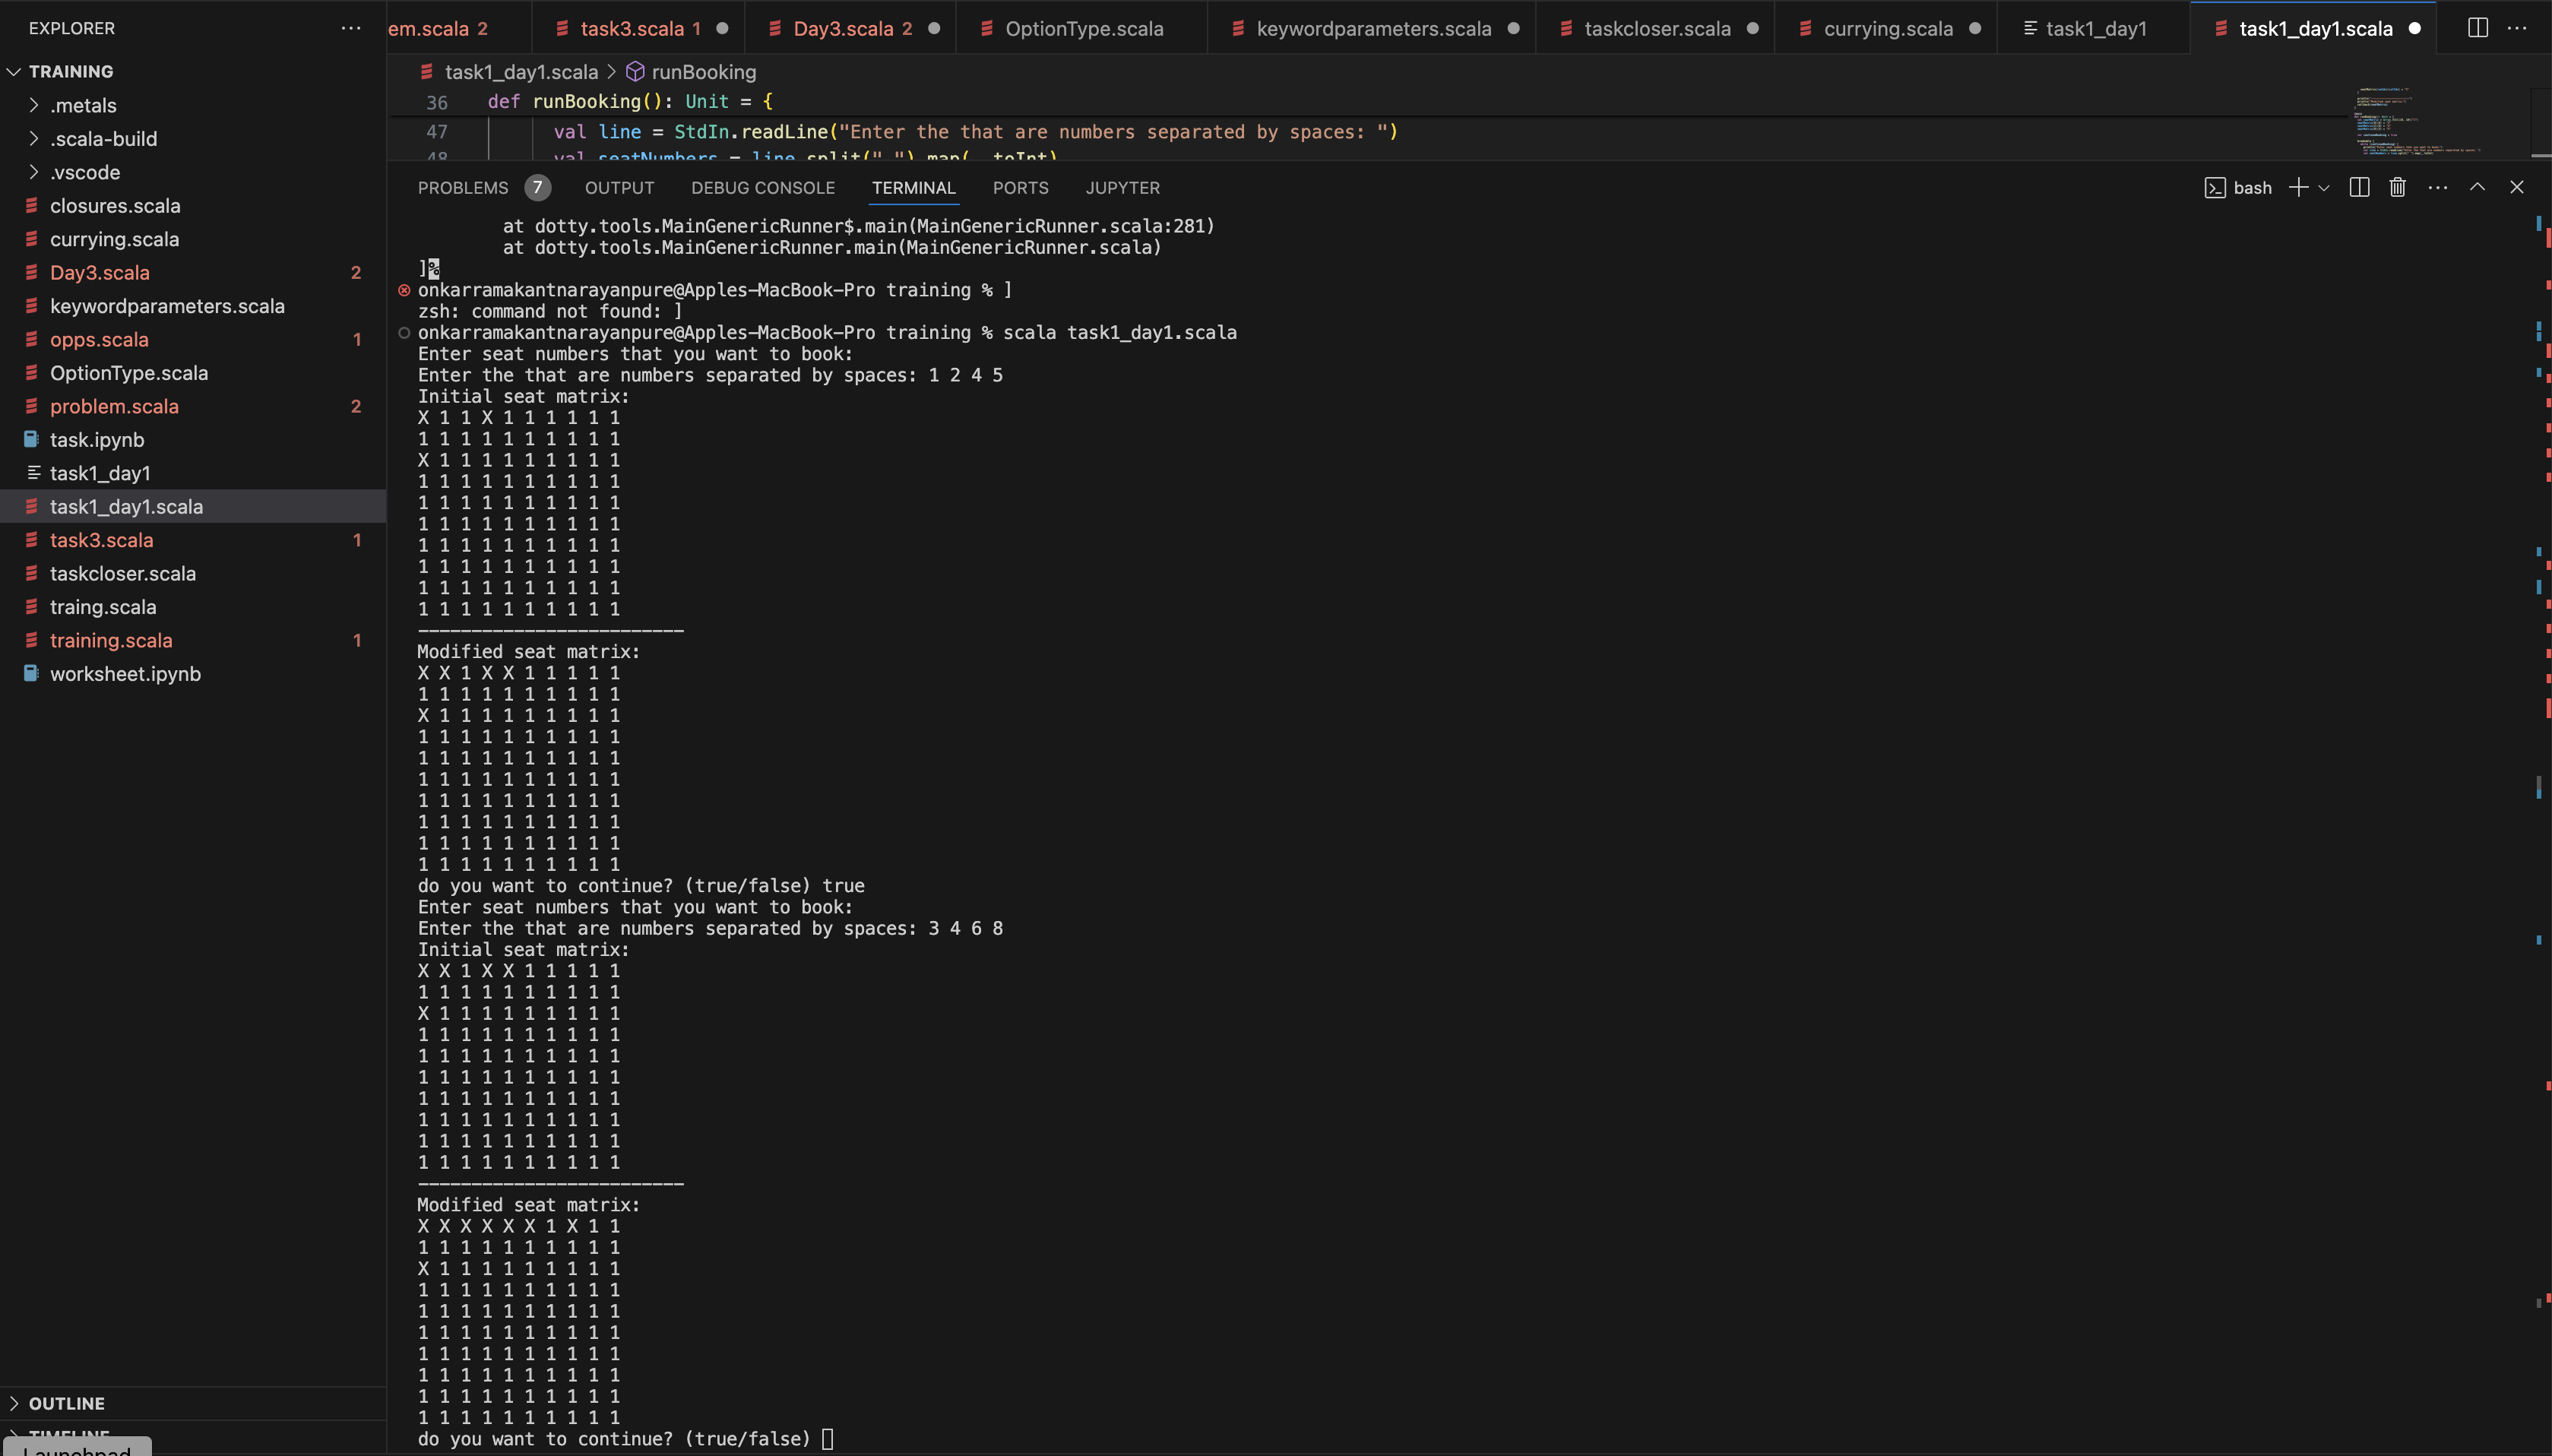 EXPLORER
TRAINING
.metals
.scala-build
.vscode
closures.scala
currying.scala
Day3.scala 2
keywordparameters.scala
opps.scala 1
OptionType.scala
problem.scala 2
task.ipynb
task1_day1
task1_day1.scala
task3.scala 1
taskcloser.scala
traing.scala
training.scala 1
worksheet.ipynb
OUTLINE
TIMELINE
Launchpad
em.scala 2 task3.scala 1 Day3.scala 2 OptionType.scala keywordparameters.scala taskcloser.scala currying.scala task1_day1 task1_day1.scala
task1_day1.scala > runBooking
36 def runBooking(): Unit = {
47 val line = StdIn.readLine("Enter the that are numbers separated by spaces: ")
48 val seatNumbers = line.split(" ").map(_.toInt)
PROBLEMS 7 OUTPUT DEBUG CONSOLE TERMINAL PORTS JUPYTER bash
at dotty.tools.MainGenericRunner$.main(MainGenericRunner.scala:281)
at dotty.tools.MainGenericRunner.main(MainGenericRunner.scala)
]%
onkarramakantnarayanpure@Apples-MacBook-Pro training % ]
zsh: command not found: ]
onkarramakantnarayanpure@Apples-MacBook-Pro training % scala task1_day1.scala
Enter seat numbers that you want to book:
Enter the that are numbers separated by spaces: 1 2 4 5
Initial seat matrix:
X 1 1 X 1 1 1 1 1 1
1 1 1 1 1 1 1 1 1 1
X 1 1 1 1 1 1 1 1 1
1 1 1 1 1 1 1 1 1 1
1 1 1 1 1 1 1 1 1 1
1 1 1 1 1 1 1 1 1 1
1 1 1 1 1 1 1 1 1 1
1 1 1 1 1 1 1 1 1 1
1 1 1 1 1 1 1 1 1 1
1 1 1 1 1 1 1 1 1 1
-------------------------
Modified seat matrix:
X X 1 X X 1 1 1 1 1
1 1 1 1 1 1 1 1 1 1
X 1 1 1 1 1 1 1 1 1
1 1 1 1 1 1 1 1 1 1
1 1 1 1 1 1 1 1 1 1
1 1 1 1 1 1 1 1 1 1
1 1 1 1 1 1 1 1 1 1
1 1 1 1 1 1 1 1 1 1
1 1 1 1 1 1 1 1 1 1
1 1 1 1 1 1 1 1 1 1
do you want to continue? (true/false) true
Enter seat numbers that you want to book:
Enter the that are numbers separated by spaces: 3 4 6 8
Initial seat matrix:
X X 1 X X 1 1 1 1 1
1 1 1 1 1 1 1 1 1 1
X 1 1 1 1 1 1 1 1 1
1 1 1 1 1 1 1 1 1 1
1 1 1 1 1 1 1 1 1 1
1 1 1 1 1 1 1 1 1 1
1 1 1 1 1 1 1 1 1 1
1 1 1 1 1 1 1 1 1 1
1 1 1 1 1 1 1 1 1 1
1 1 1 1 1 1 1 1 1 1
-------------------------
Modified seat matrix:
X X X X X X 1 X 1 1
1 1 1 1 1 1 1 1 1 1
X 1 1 1 1 1 1 1 1 1
1 1 1 1 1 1 1 1 1 1
1 1 1 1 1 1 1 1 1 1
1 1 1 1 1 1 1 1 1 1
1 1 1 1 1 1 1 1 1 1
1 1 1 1 1 1 1 1 1 1
1 1 1 1 1 1 1 1 1 1
1 1 1 1 1 1 1 1 1 1
do you want to continue? (true/false)